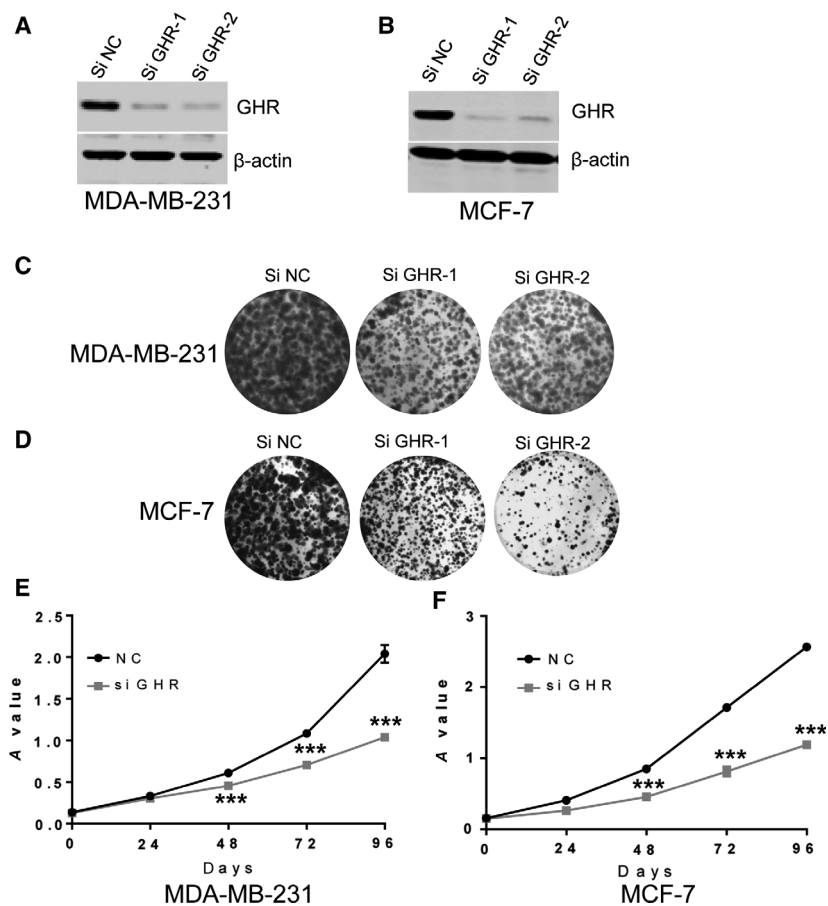 A
Si NC
Si GHR-1
Si GHR-2
GHR
β-actin
MDA-MB-231
B
Si NC
Si GHR-1
Si GHR-2
GHR
β-actin
MCF-7
C
Si NC
Si GHR-1
Si GHR-2
MDA-MB-231
D
Si NC
Si GHR-1
Si GHR-2
MCF-7
E
2.5
2.0
1.5
1.0
0.5
0.0
A value
NC
si GHR
***
***
***
0 24 48 72 96
Days
MDA-MB-231
F
3
2
1
0
A value
NC
si GHR
***
***
***
0 24 48 72 96
Days
MCF-7